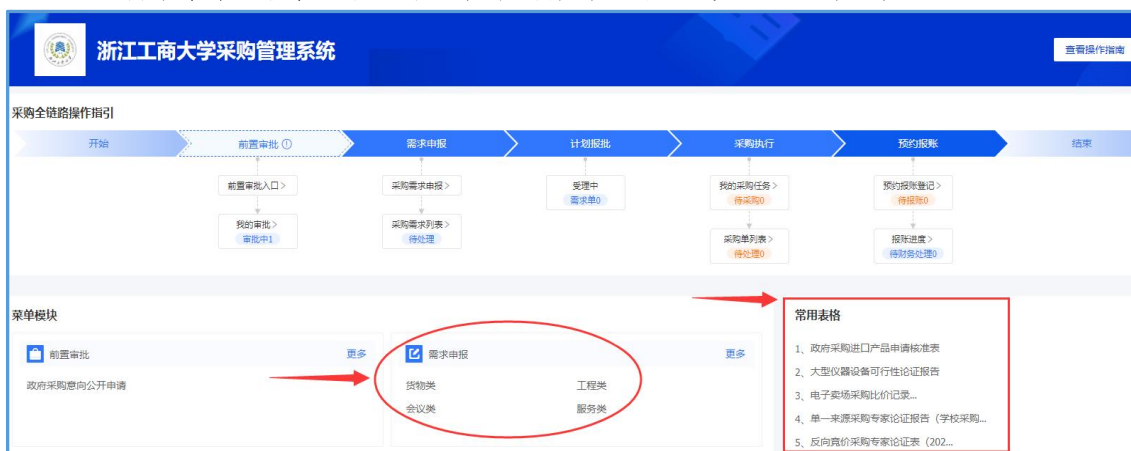 浙江工商大学采购管理系统
查看操作指南
采购全链路操作指引
开始 前置审批 需求申报 计划报批 采购执行 预约报账 结束
前置审批入口> 采购需求申报> 受理中 我的采购任务> 预约报账登记>
需求单0 待采购0 待报账0
我的审批> 采购需求列表> 采购单列表> 报账进度>
审批中1 待处理 待处理0 待财务处理0
菜单模块 常用表格
前置审批 更多 需求申报 更多
政府采购意向公开申请
货物类 工程类
会议类 服务类
1、政府采购进口产品申请核准表
2、大型仪器设备可行性论证报告
3、电子卖场采购比价记录...
4、单一来源采购专家论证报告（学校采购...
5、反向竞价采购专家论证表（202...